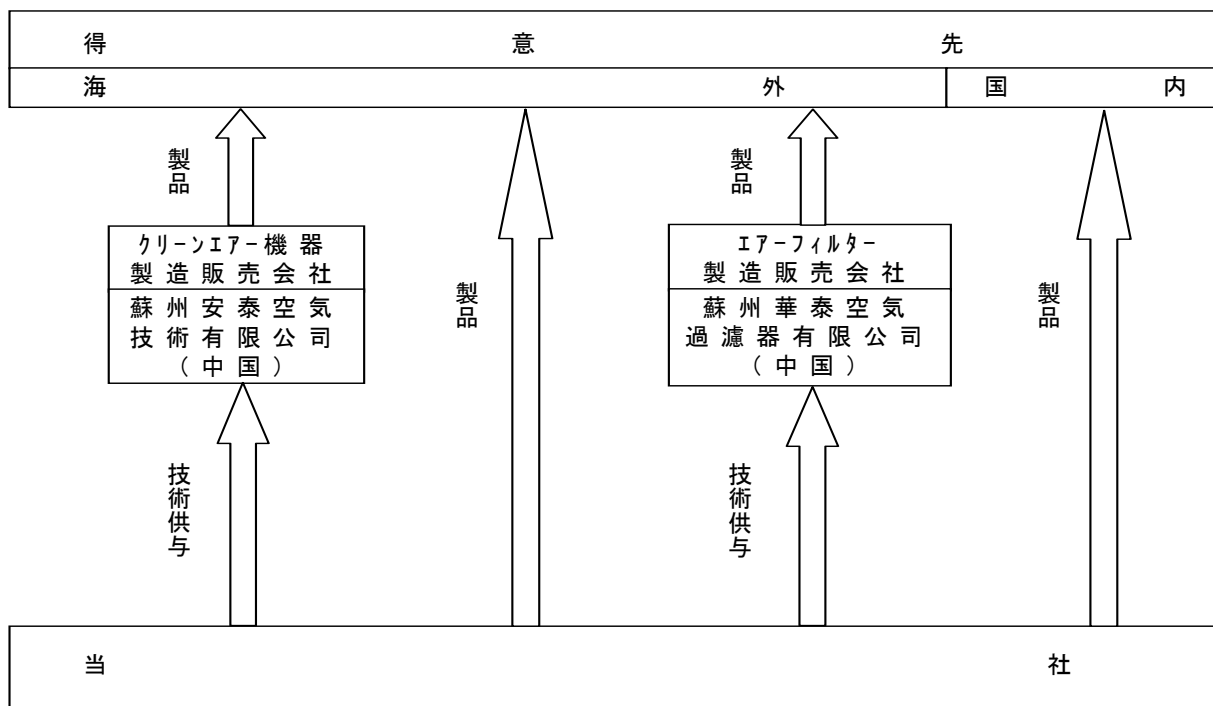 得意先
海外
国内
製品
製品
クリーンエアー機器
製造販売会社
蘇州安泰空気
技術有限公司
(中国)
製品
エアーフィルター
製造販売会社
蘇州華泰空気
過濾器有限公司
(中国)
製品
技術供与
技術供与
当社